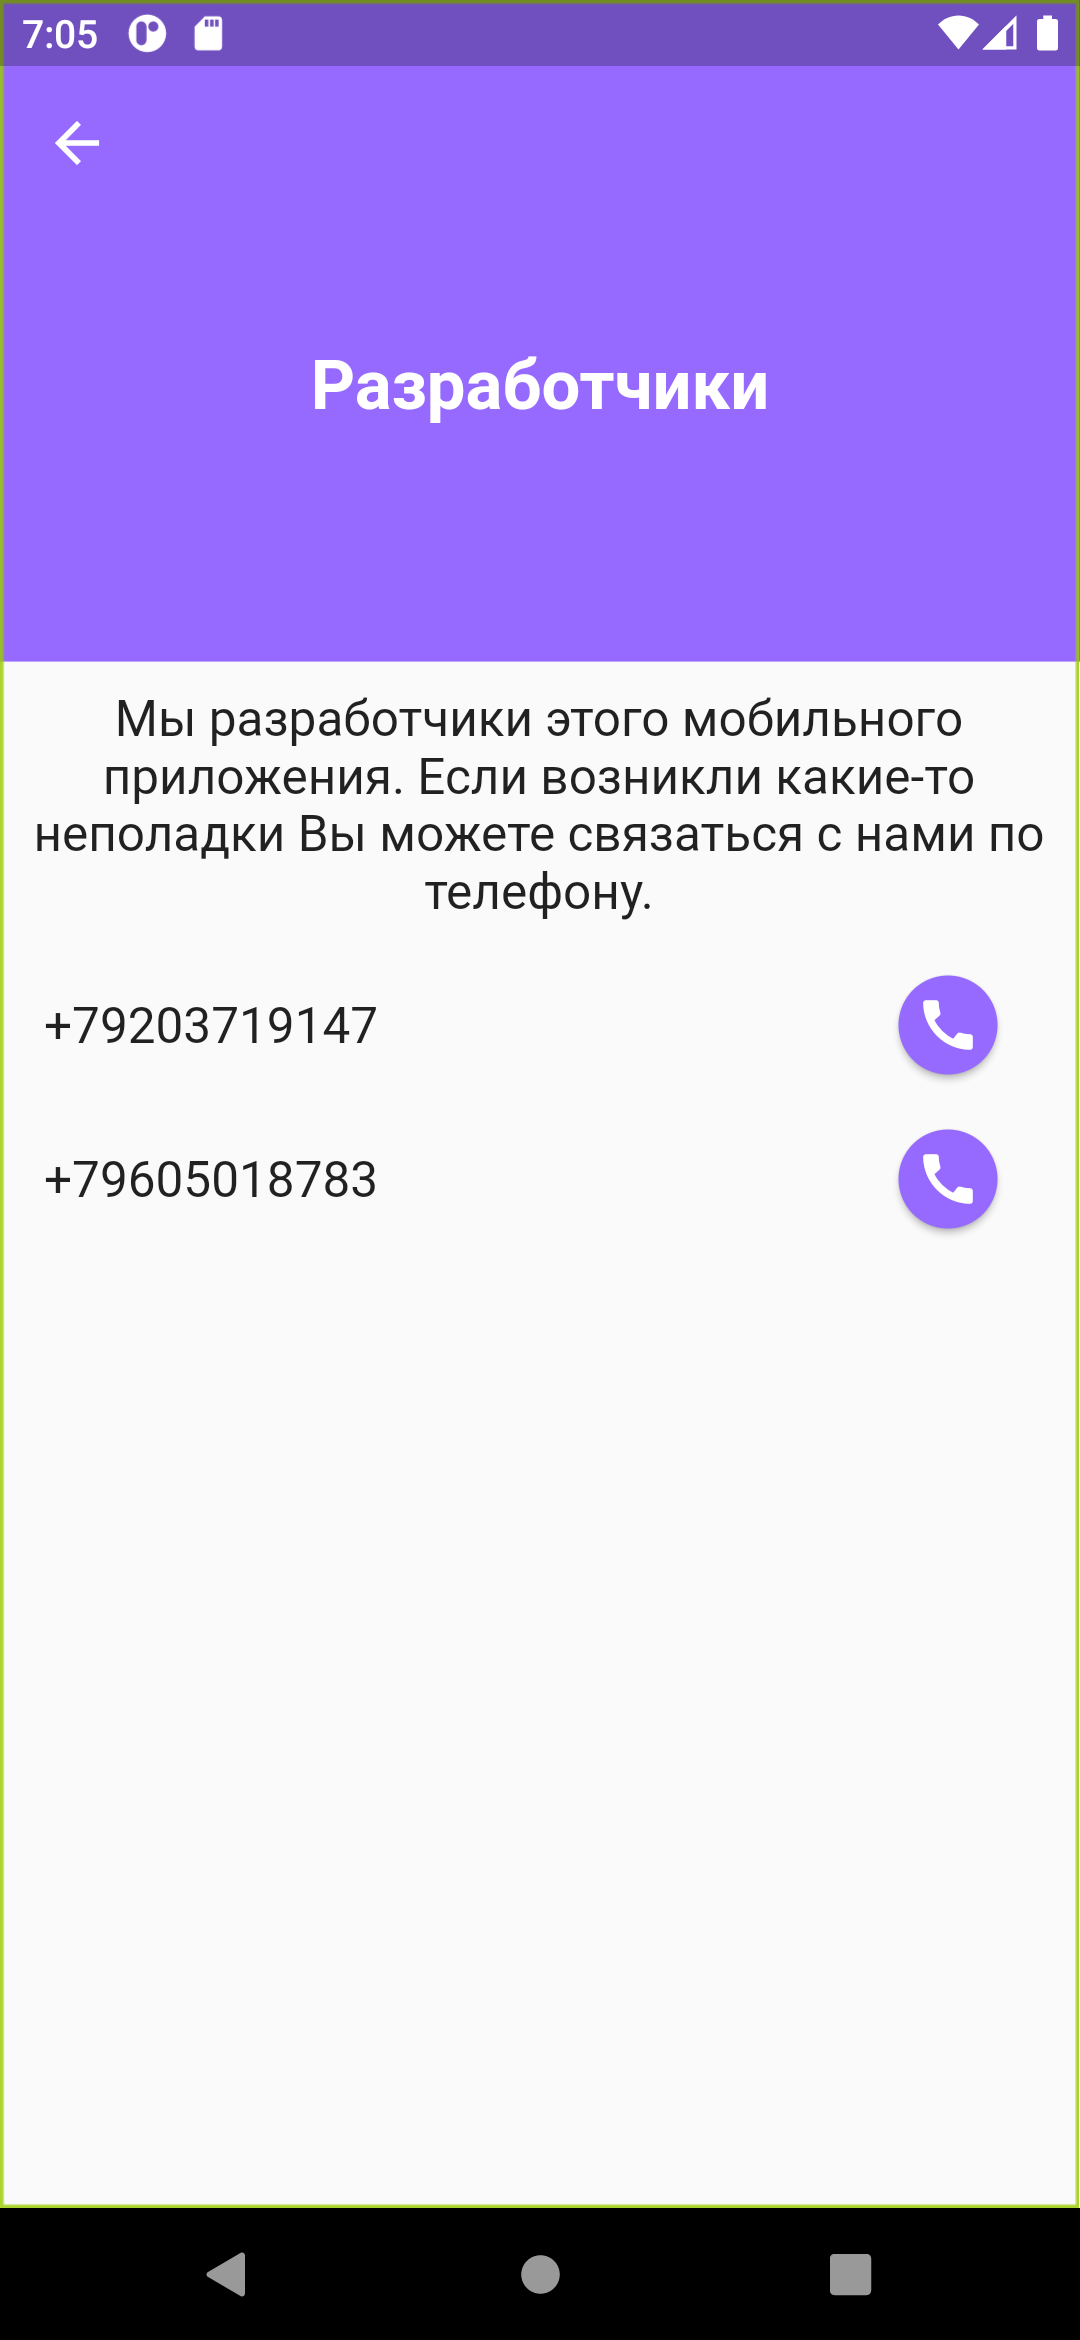 7:05
Разработчики
Мы разработчики этого мобильного
приложения. Если возникли какие-то
неполадки Вы можете связаться с нами по
телефону.
+79203719147
+79605018783